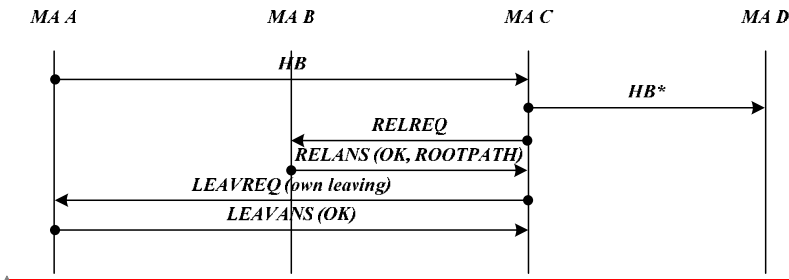 MA A MA B MA C MA D
HB
HB*
RELREQ
RELANS (OK, ROOTPATH)
LEAVREQ (own leaving)
LEAVANS (OK)